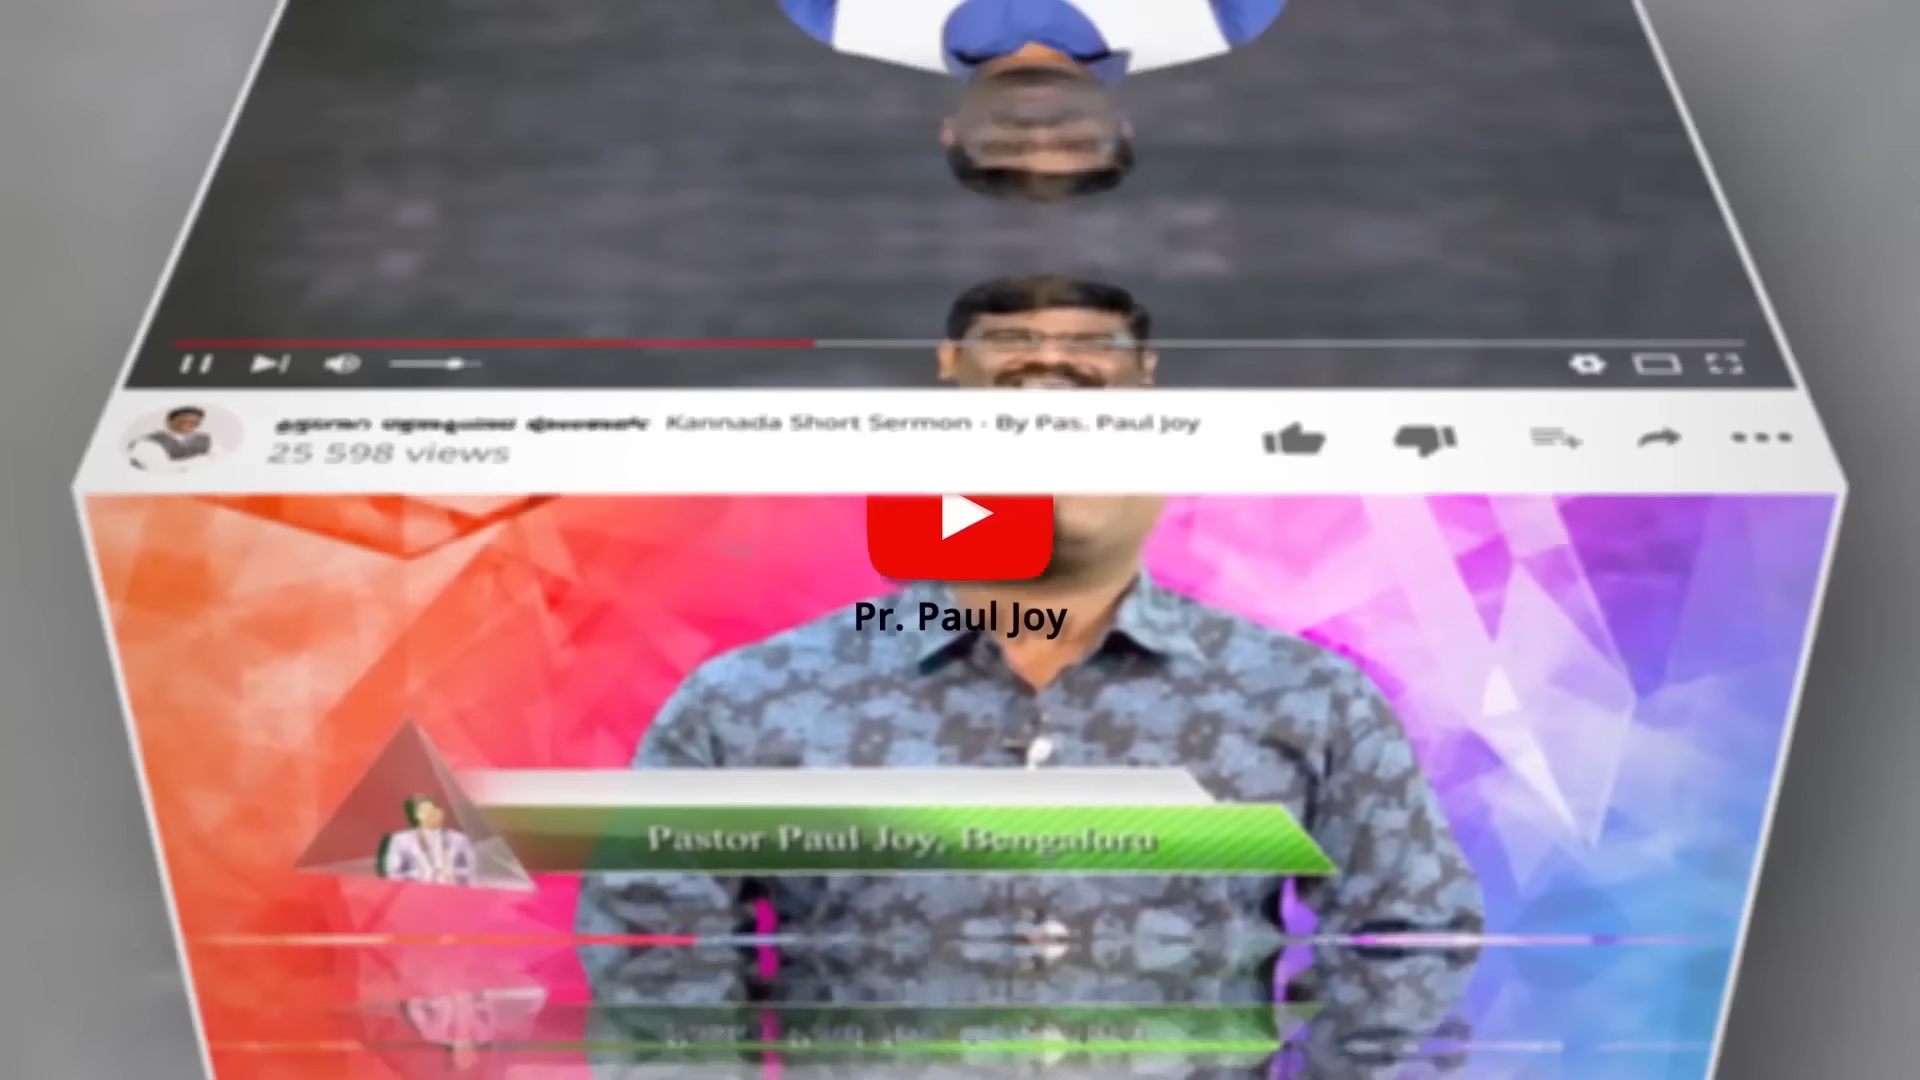 Kannada Short Sermon - By Pas. Paul Joy
25 598 views
Pr. Paul Joy
Pastor Paul Joy, Bengaluru